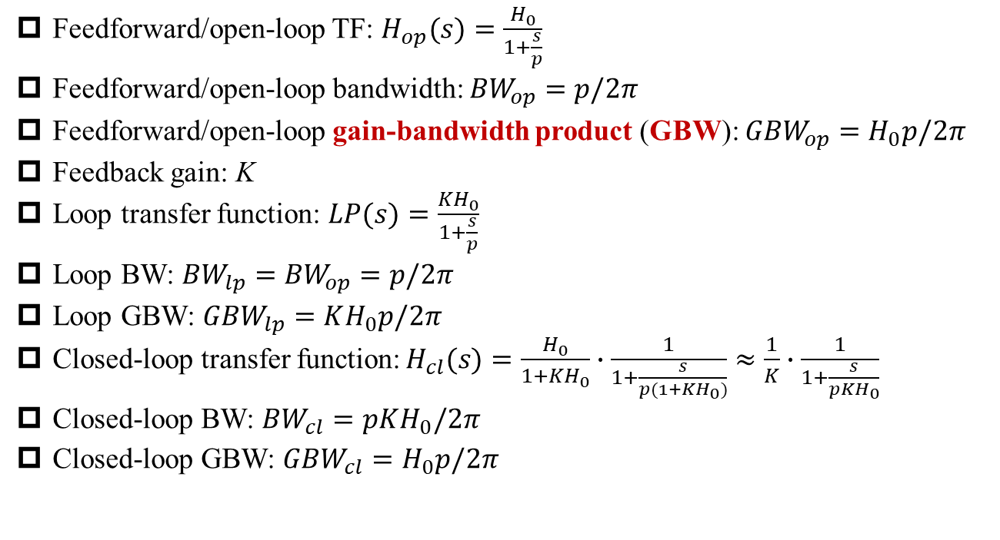 ❑ Feedforward/open-loop TF: $H_{op}(s) = \frac{H_0}{1+\frac{s}{p}}$
❑ Feedforward/open-loop bandwidth: $BW_{op} = p/2\pi$
❑ Feedforward/open-loop gain-bandwidth product (GBW): $GBW_{op} = H_0p/2\pi$
❑ Feedback gain: K
❑ Loop transfer function: $LP(s) = \frac{KH_0}{1+\frac{s}{p}}$
❑ Loop BW: $BW_{lp} = BW_{op} = p/2\pi$
❑ Loop GBW: $GBW_{lp} = KH_0p/2\pi$
❑ Closed-loop transfer function: $H_{cl}(s) = \frac{H_0}{1+KH_0} \cdot \frac{1}{1+\frac{s}{p(1+KH_0)}} \approx \frac{1}{K} \cdot \frac{1}{1+\frac{s}{pKH_0}}$
❑ Closed-loop BW: $BW_{cl} = pKH_0/2\pi$
❑ Closed-loop GBW: $GBW_{cl} = H_0p/2\pi$